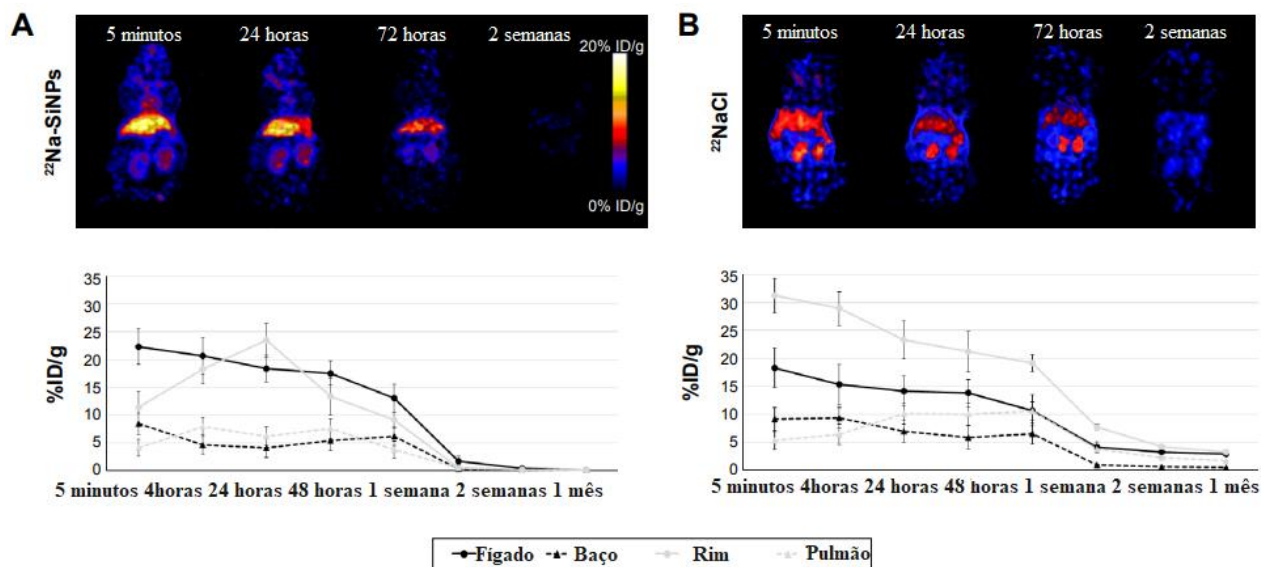 A
5 minutos 24 horas 72 horas 2 semanas
20% ID/g
0% ID/g
²²Na-SiNPs
35
30
25
20
15
10
5
0
%ID/g
5 minutos 4horas 24 horas 48 horas 1 semana 2 semanas 1 mês
B
5 minutos 24 horas 72 horas 2 semanas
²²NaCl
35
30
25
20
15
10
5
0
%ID/g
5 minutos 4horas 24 horas 48 horas 1 semana 2 semanas 1 mês
Fígado Baço Rim Pulmão